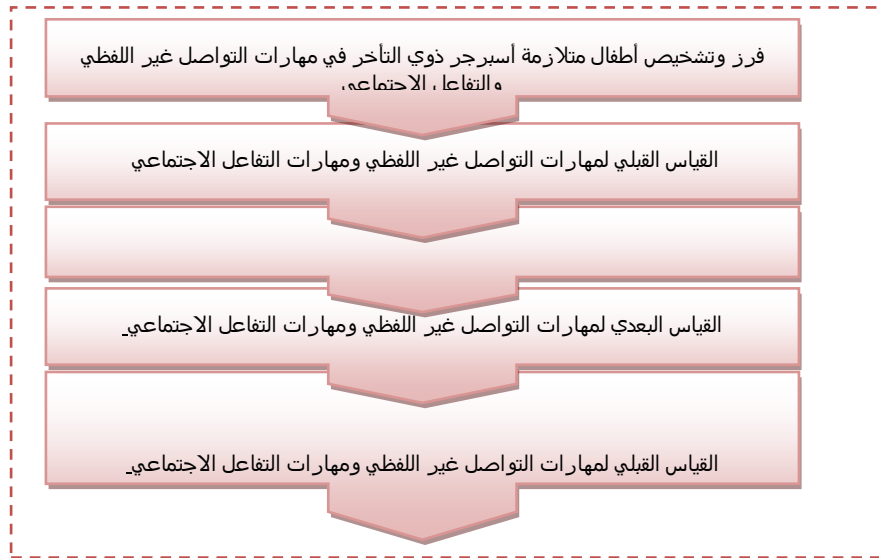 فرز وتشخيص أطفال متلازمة أسبرجر ذوي التأخر في مهارات التواصل غير اللفظي
والتفاعل الاجتماعي
القياس القبلي لمهارات التواصل غير اللفظي ومهارات التفاعل الاجتماعي
القياس البعدي لمهارات التواصل غير اللفظي ومهارات التفاعل الاجتماعي
القياس القبلي لمهارات التواصل غير اللفظي ومهارات التفاعل الاجتماعي